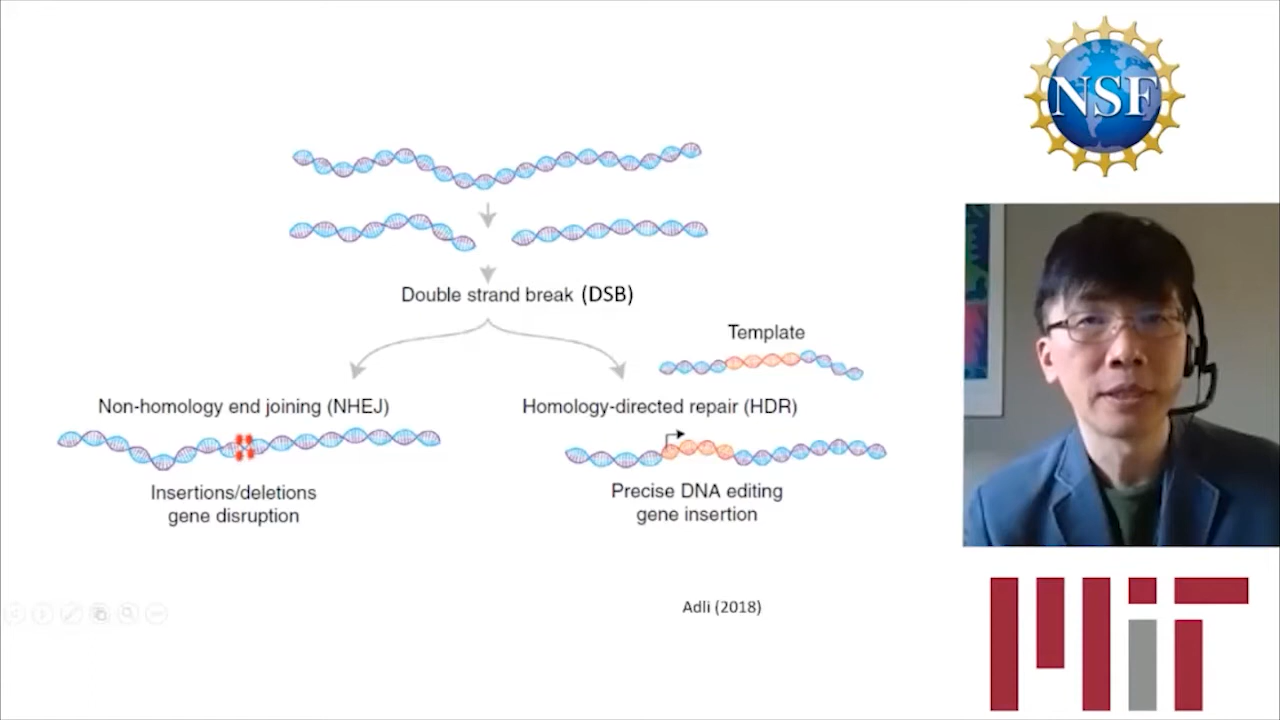 NSF
Double strand break (DSB)
Template
Non-homology end joining (NHEJ)
Homology-directed repair (HDR)
Insertions/deletions
gene disruption
Precise DNA editing
gene insertion
Adli (2018)
MIT